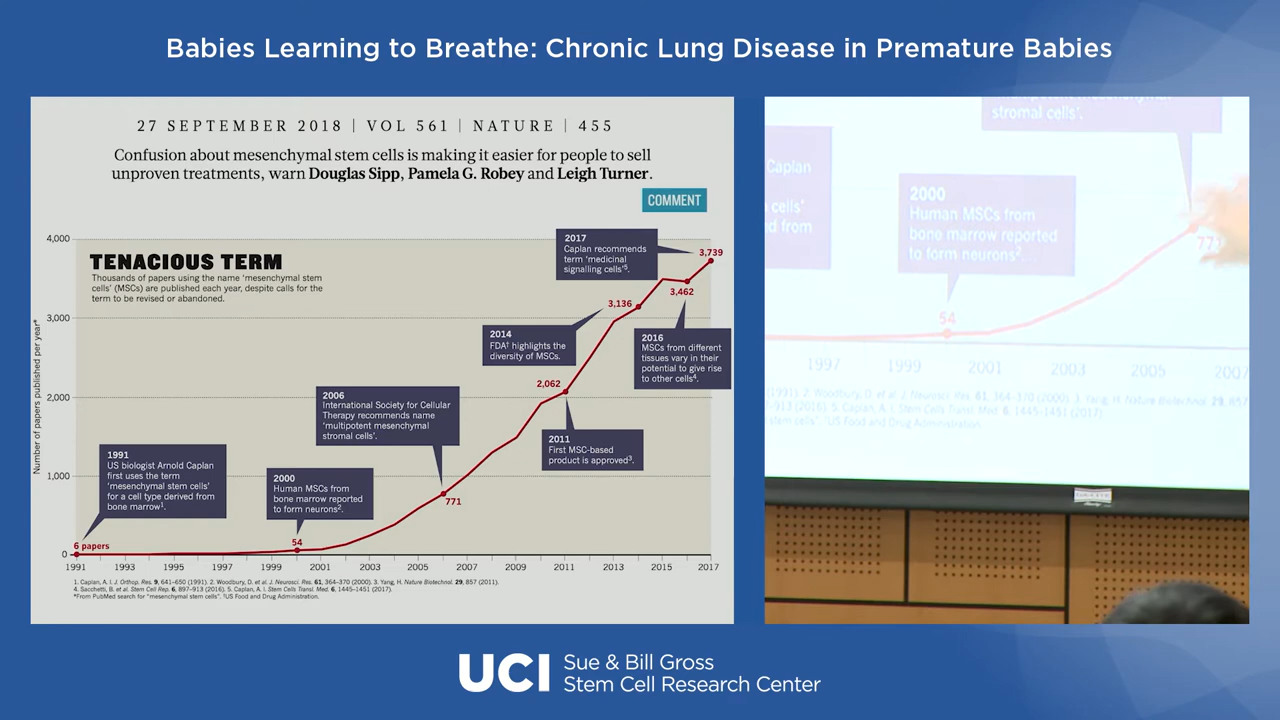 Babies Learning to Breathe: Chronic Lung Disease in Premature Babies
27 SEPTEMBER 2018 | VOL 561 | NATURE | 455
Confusion about mesenchymal stem cells is making it easier for people to sell
unproven treatments, warn Douglas Sipp, Pamela G. Robey and Leigh Turner.
COMMENT
TENACIOUS TERM
Thousands of papers using the name ‘mesenchymal stem
cells’ (MSCs) are published each year, despite calls for the
term to be revised or abandoned.
Number of papers published per year*
4,000
3,000
2,000
1,000
0
1991
US biologist Arnold Caplan
first uses the term
‘mesenchymal stem cells’
for a cell type derived from
bone marrow¹.
6 papers
2000
Human MSCs from
bone marrow reported
to form neurons².
54
2006
International Society for Cellular
Therapy recommends name
‘multipotent mesenchymal
stromal cells’.
771
2011
First MSC-based
product is approved³.
2,062
2014
FDA† highlights the
diversity of MSCs.
3,136
2016
MSCs from different
tissues vary in their
potential to give rise
to other cells⁴.
3,462
2017
Caplan recommends
term ‘medicinal
signalling cells’⁵.
3,739
1991 1993 1995 1997 1999 2001 2003 2005 2007 2009 2011 2013 2015 2017
1. Caplan, A. I. J. Orthop. Res. 9, 641–650 (1991). 2. Woodbury, D. et al. J. Neurosci. Res. 61, 364–370 (2000). 3. Yang, H. Nature Biotechnol. 29, 857 (2011).
4. Sacchetti, B. et al. Stem Cell Rep. 6, 897–913 (2016). 5. Caplan, A. I. Stem Cells Transl. Med. 6, 1445–1451 (2017).
*From PubMed search for “mesenchymal stem cells”. †US Food and Drug Administration.
stromal cells’.
Caplan
cells’
d from
2000
Human MSCs from
bone marrow reported
to form neurons².
54
77
1997 1999 2001 2003 2005 2007
(1991). 2. Woodbury, D. et al. J. Neurosci. Res. 61, 364–370 (2000). 3. Yang, H. Nature Biotechnol. 29, 857
–913 (2016). 5. Caplan, A. I. Stem Cells Transl. Med. 6, 1445–1451 (2017).
stem cells”. †US Food and Drug Administration.
UCI
Sue & Bill Gross
Stem Cell Research Center